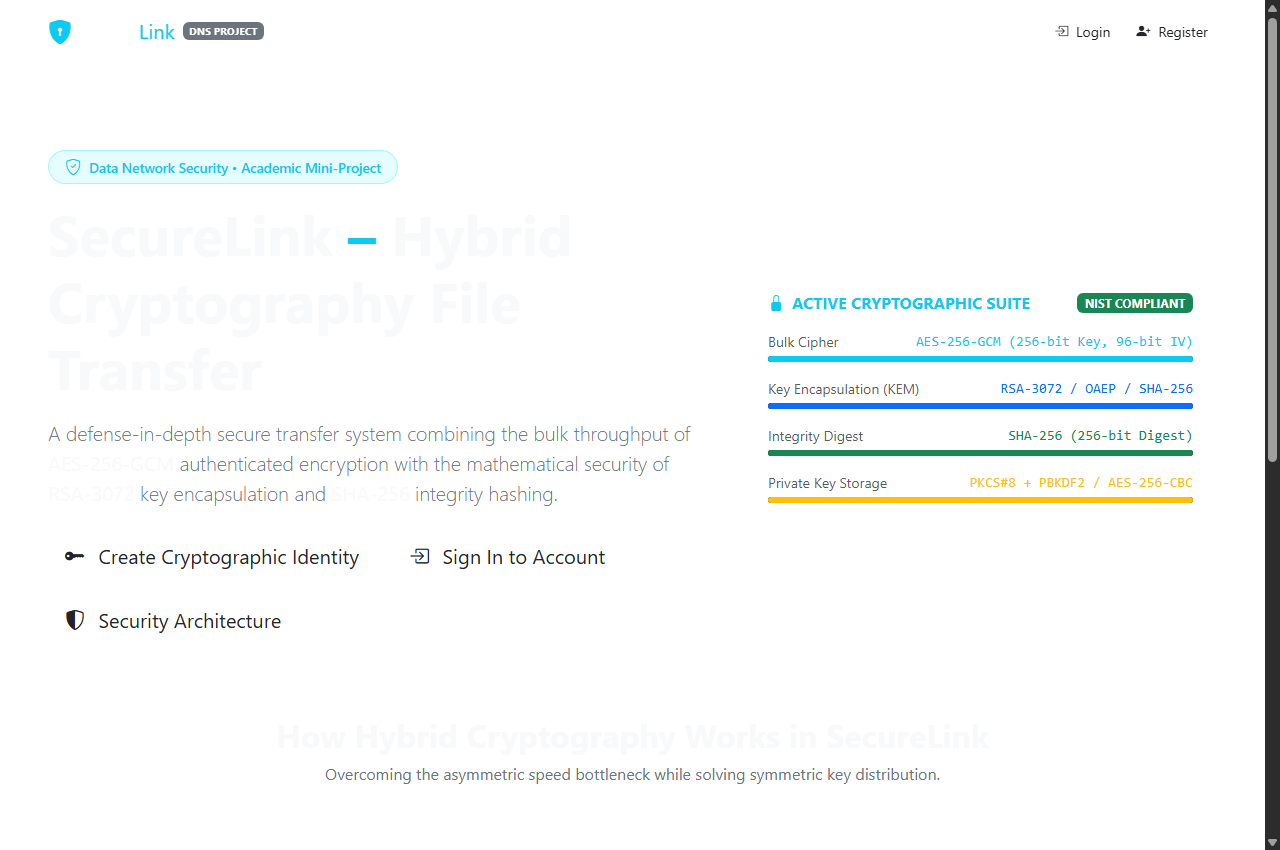 Link DNS PROJECT
Login
Register
Data Network Security • Academic Mini-Project
SecureLink – Hybrid
Cryptography File
Transfer
A defense-in-depth secure transfer system combining the bulk throughput of
AES-256-GCM authenticated encryption with the mathematical security of
RSA-3072 key encapsulation and SHA-256 integrity hashing.
Create Cryptographic Identity
Sign In to Account
Security Architecture
ACTIVE CRYPTOGRAPHIC SUITE
NIST COMPLIANT
Bulk Cipher
AES-256-GCM (256-bit Key, 96-bit IV)
Key Encapsulation (KEM)
RSA-3072 / OAEP / SHA-256
Integrity Digest
SHA-256 (256-bit Digest)
Private Key Storage
PKCS#8 + PBKDF2 / AES-256-CBC
How Hybrid Cryptography Works in SecureLink
Overcoming the asymmetric speed bottleneck while solving symmetric key distribution.